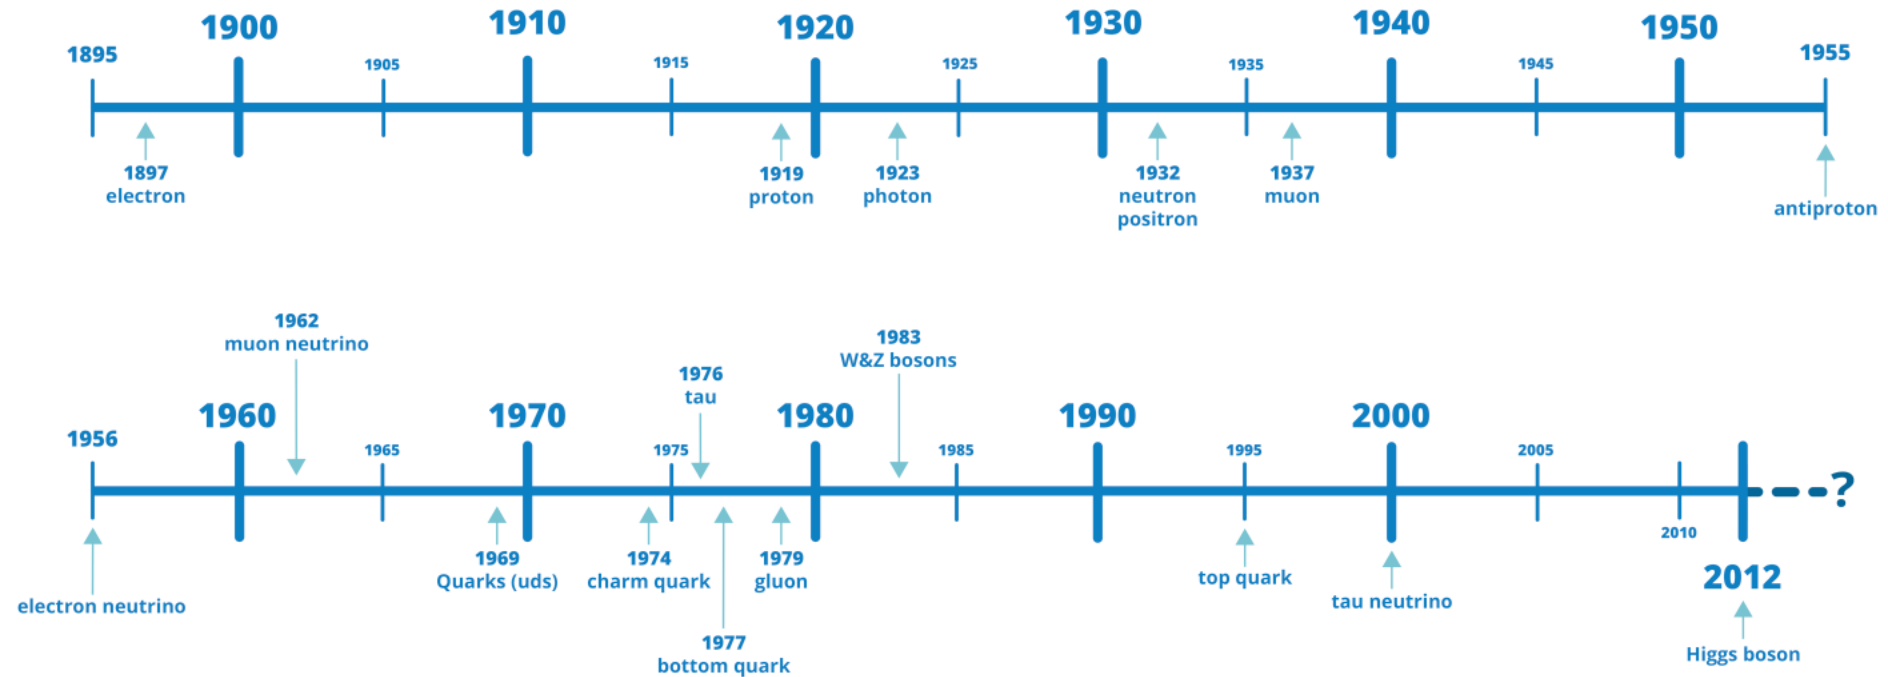 1895
1900
1905
1910
1915
1920
1925
1930
1935
1940
1945
1950
1955
1897
electron
1919
proton
1923
photon
1932
neutron
positron
1937
muon
antiproton
1962
muon neutrino
1976
tau
1983
W&Z bosons
1956
1960
1965
1970
1975
1980
1985
1990
1995
2000
2005
2010
2012
?
electron neutrino
1969
Quarks (uds)
1974
charm quark
1977
bottom quark
1979
gluon
top quark
tau neutrino
Higgs boson